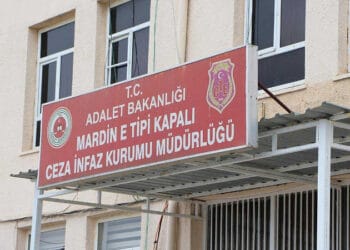 T.C.
ADALET BAKANLIĞI
MARDİN E TİPİ KAPALI
CEZA İNFAZ KURUMU MÜDÜRLÜĞÜ